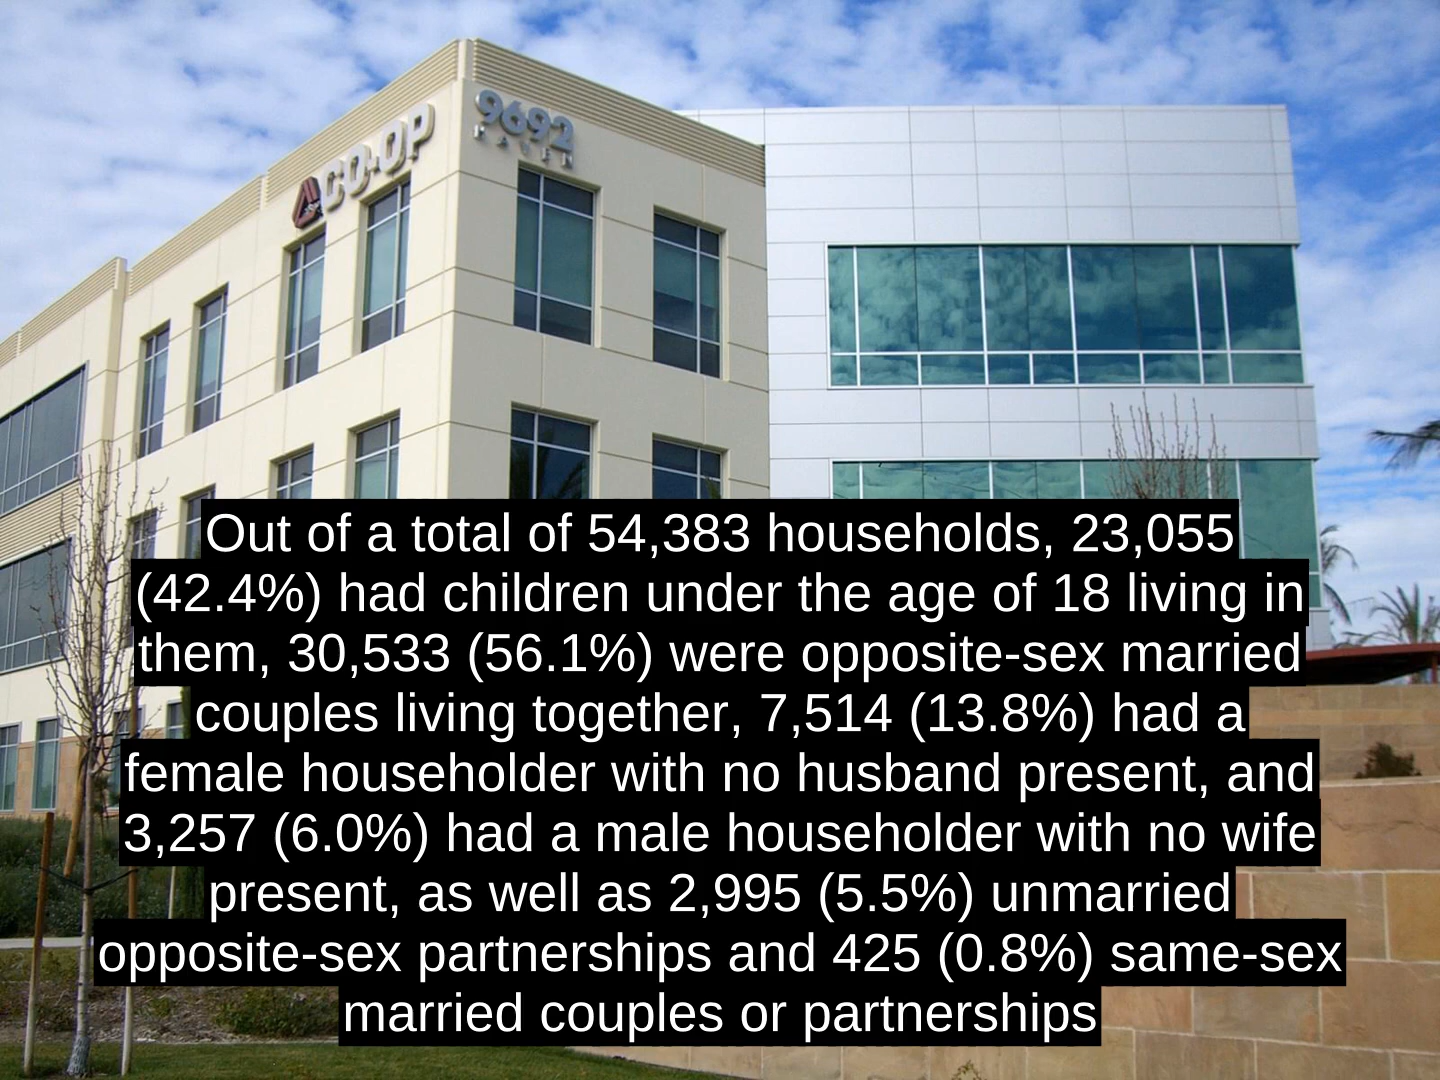 9692
HAVEN
CO-OP
Out of a total of 54,383 households, 23,055
(42.4%) had children under the age of 18 living in
them, 30,533 (56.1%) were opposite-sex married
couples living together, 7,514 (13.8%) had a
female householder with no husband present, and
3,257 (6.0%) had a male householder with no wife
present, as well as 2,995 (5.5%) unmarried
opposite-sex partnerships and 425 (0.8%) same-sex
married couples or partnerships